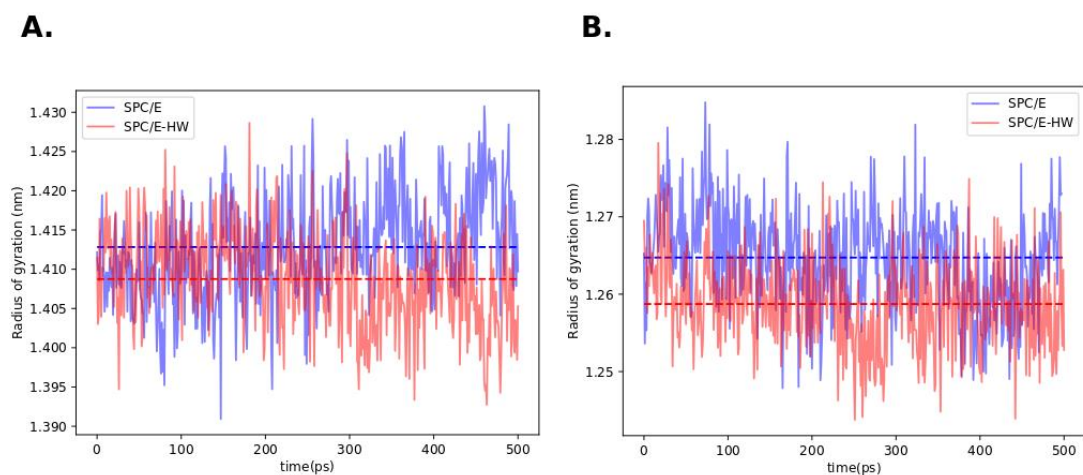 A.
SPC/E
SPC/E-HW
1.430
1.425
1.420
1.415
1.410
1.405
1.400
1.395
1.390
Radius of gyration (nm)
0 100 200 300 400 500
time(ps)
B.
SPC/E
SPC/E-HW
1.28
1.27
1.26
1.25
Radius of gyration (nm)
0 100 200 300 400 500
time(ps)